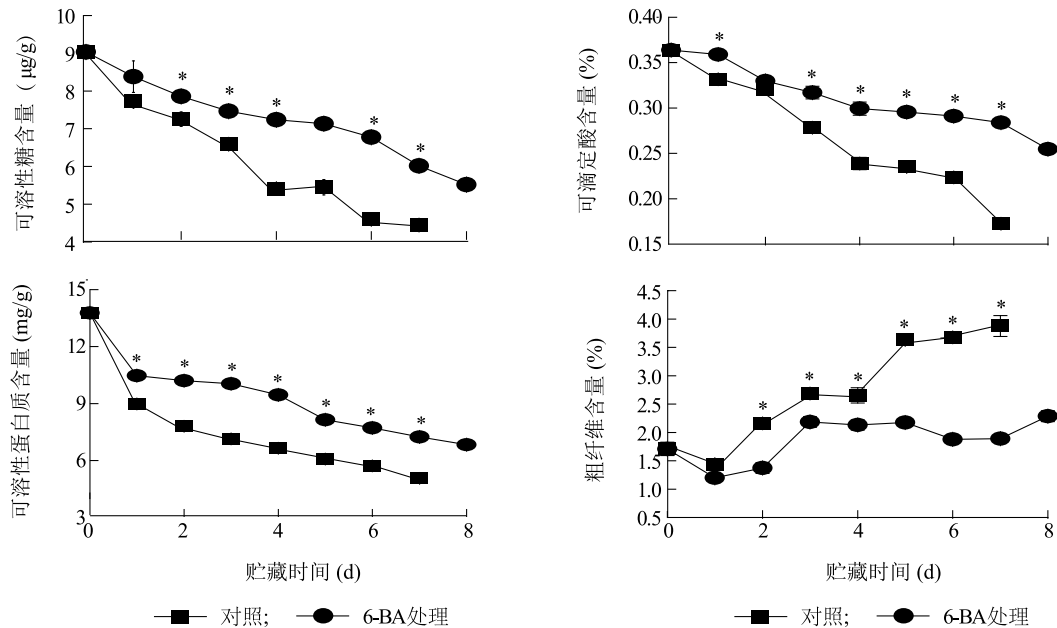 可溶性糖含量 ( μg/g)
10
9
8
7
6
5
4
* * * * *
可滴定酸含量 (%)
0.40
0.35
0.30
0.25
0.20
0.15
* * * * * *
可溶性蛋白质含量 (mg/g)
15
12
9
6
3
* * * * * * *
0 2 4 6 8
贮藏时间 (d)
粗纤维含量 (%)
4.5
4.0
3.5
3.0
2.5
2.0
1.5
1.0
0.5
* * * * * *
0 2 4 6 8
贮藏时间 (d)
对照; 6-BA处理
对照; 6-BA处理